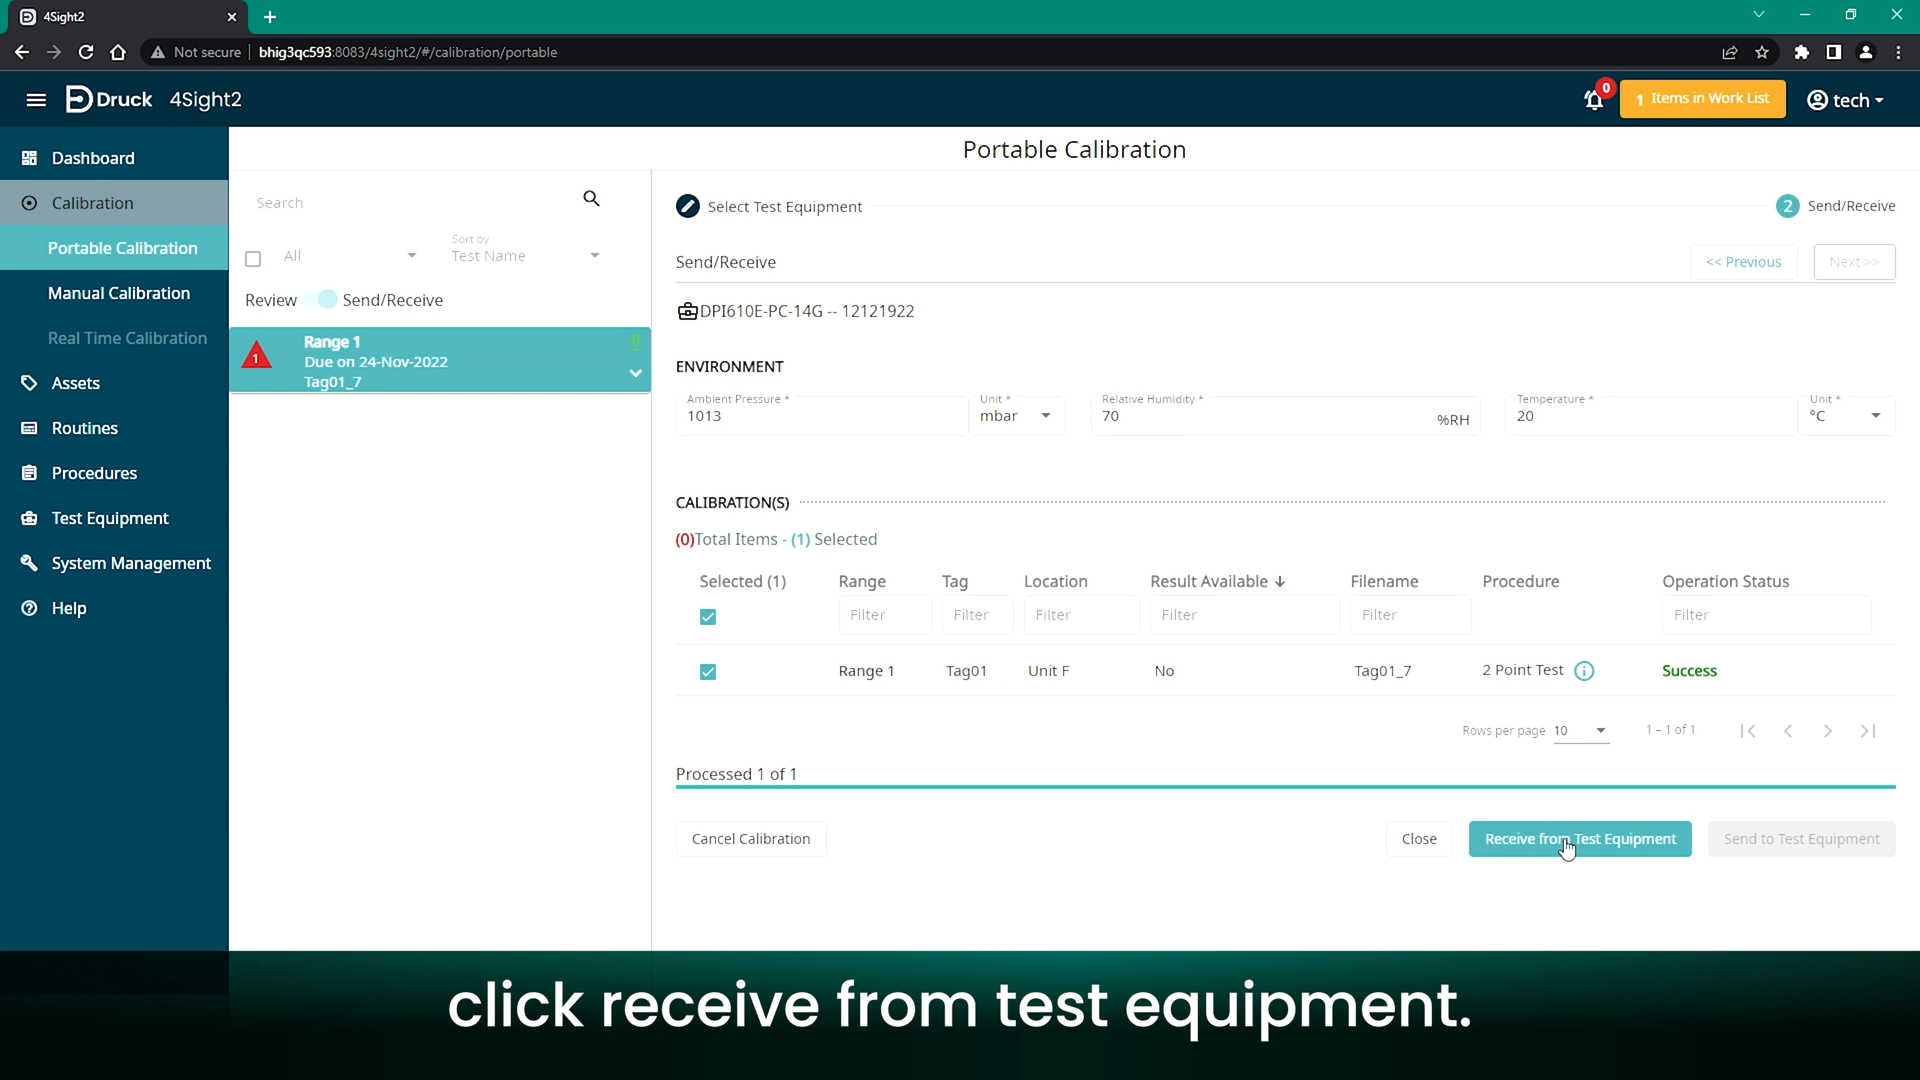 4Sight2
Not secure
bhig3qc593:8083/4sight2/#/calibration/portable
Druck 4Sight2
0
1 Items in Work List
tech
Dashboard
Calibration
Portable Calibration
Manual Calibration
Real Time Calibration
Assets
Routines
Procedures
Test Equipment
System Management
Help
Search
All
Sort by
Test Name
Review
Send/Receive
1
Range 1
Due on 24-Nov-2022
Tag01_7
Portable Calibration
Select Test Equipment
2 Send/Receive
Send/Receive
<< Previous
Next >>
DPI610E-PC-14G -- 12121922
ENVIRONMENT
Ambient Pressure *
1013
Unit *
mbar
Relative Humidity *
70
%RH
Temperature *
20
Unit *
°C
CALIBRATION(S)
(0)Total Items - (1) Selected
Selected (1) Range Tag Location Result Available Filename Procedure Operation Status
Filter Filter Filter Filter Filter Filter
Range 1 Tag01 Unit F No Tag01_7 2 Point Test Success
Rows per page 10 1 – 1 of 1
Processed 1 of 1
Cancel Calibration
Close
Receive from Test Equipment
Send to Test Equipment
click receive from test equipment.